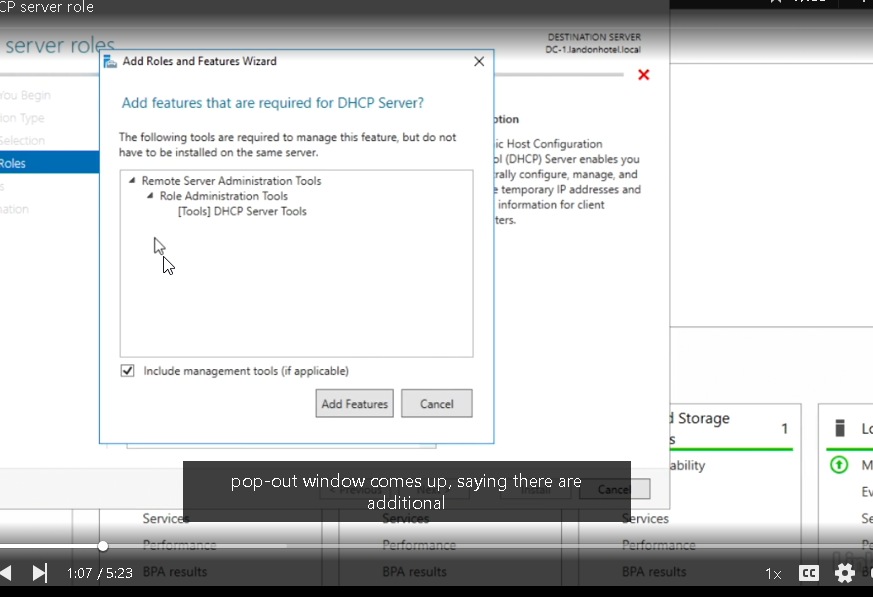 CP server role
server roles
DESTINATION SERVER
DC-1.landonhotel.local
Add Roles and Features Wizard
You Begin
ion Type
Selection
Roles
s
nation
Add features that are required for DHCP Server?
The following tools are required to manage this feature, but do not
have to be installed on the same server.
Remote Server Administration Tools
Role Administration Tools
[Tools] DHCP Server Tools
Include management tools (if applicable)
Add Features
Cancel
ption
ic Host Configuration
ol (DHCP) Server enables you
rally configure, manage, and
e temporary IP addresses and
information for client
ters.
d Storage
s
1
ability
Lo
M
Ev
Se
Pe
pop-out window comes up, saying there are
additional
< Previous
Install
Cancel
Services
Services
Services
Performance
Performance
Performance
BPA results
BPA results
BPA results
1:07 / 5:23
1x
CC